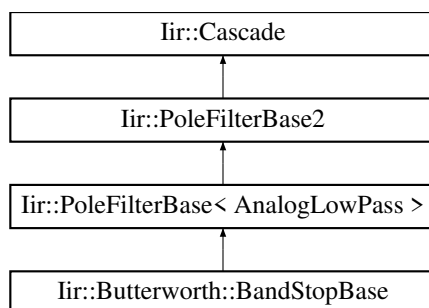 Iir::Cascade
Iir::PoleFilterBase2
Iir::PoleFilterBase< AnalogLowPass >
Iir::Butterworth::BandStopBase